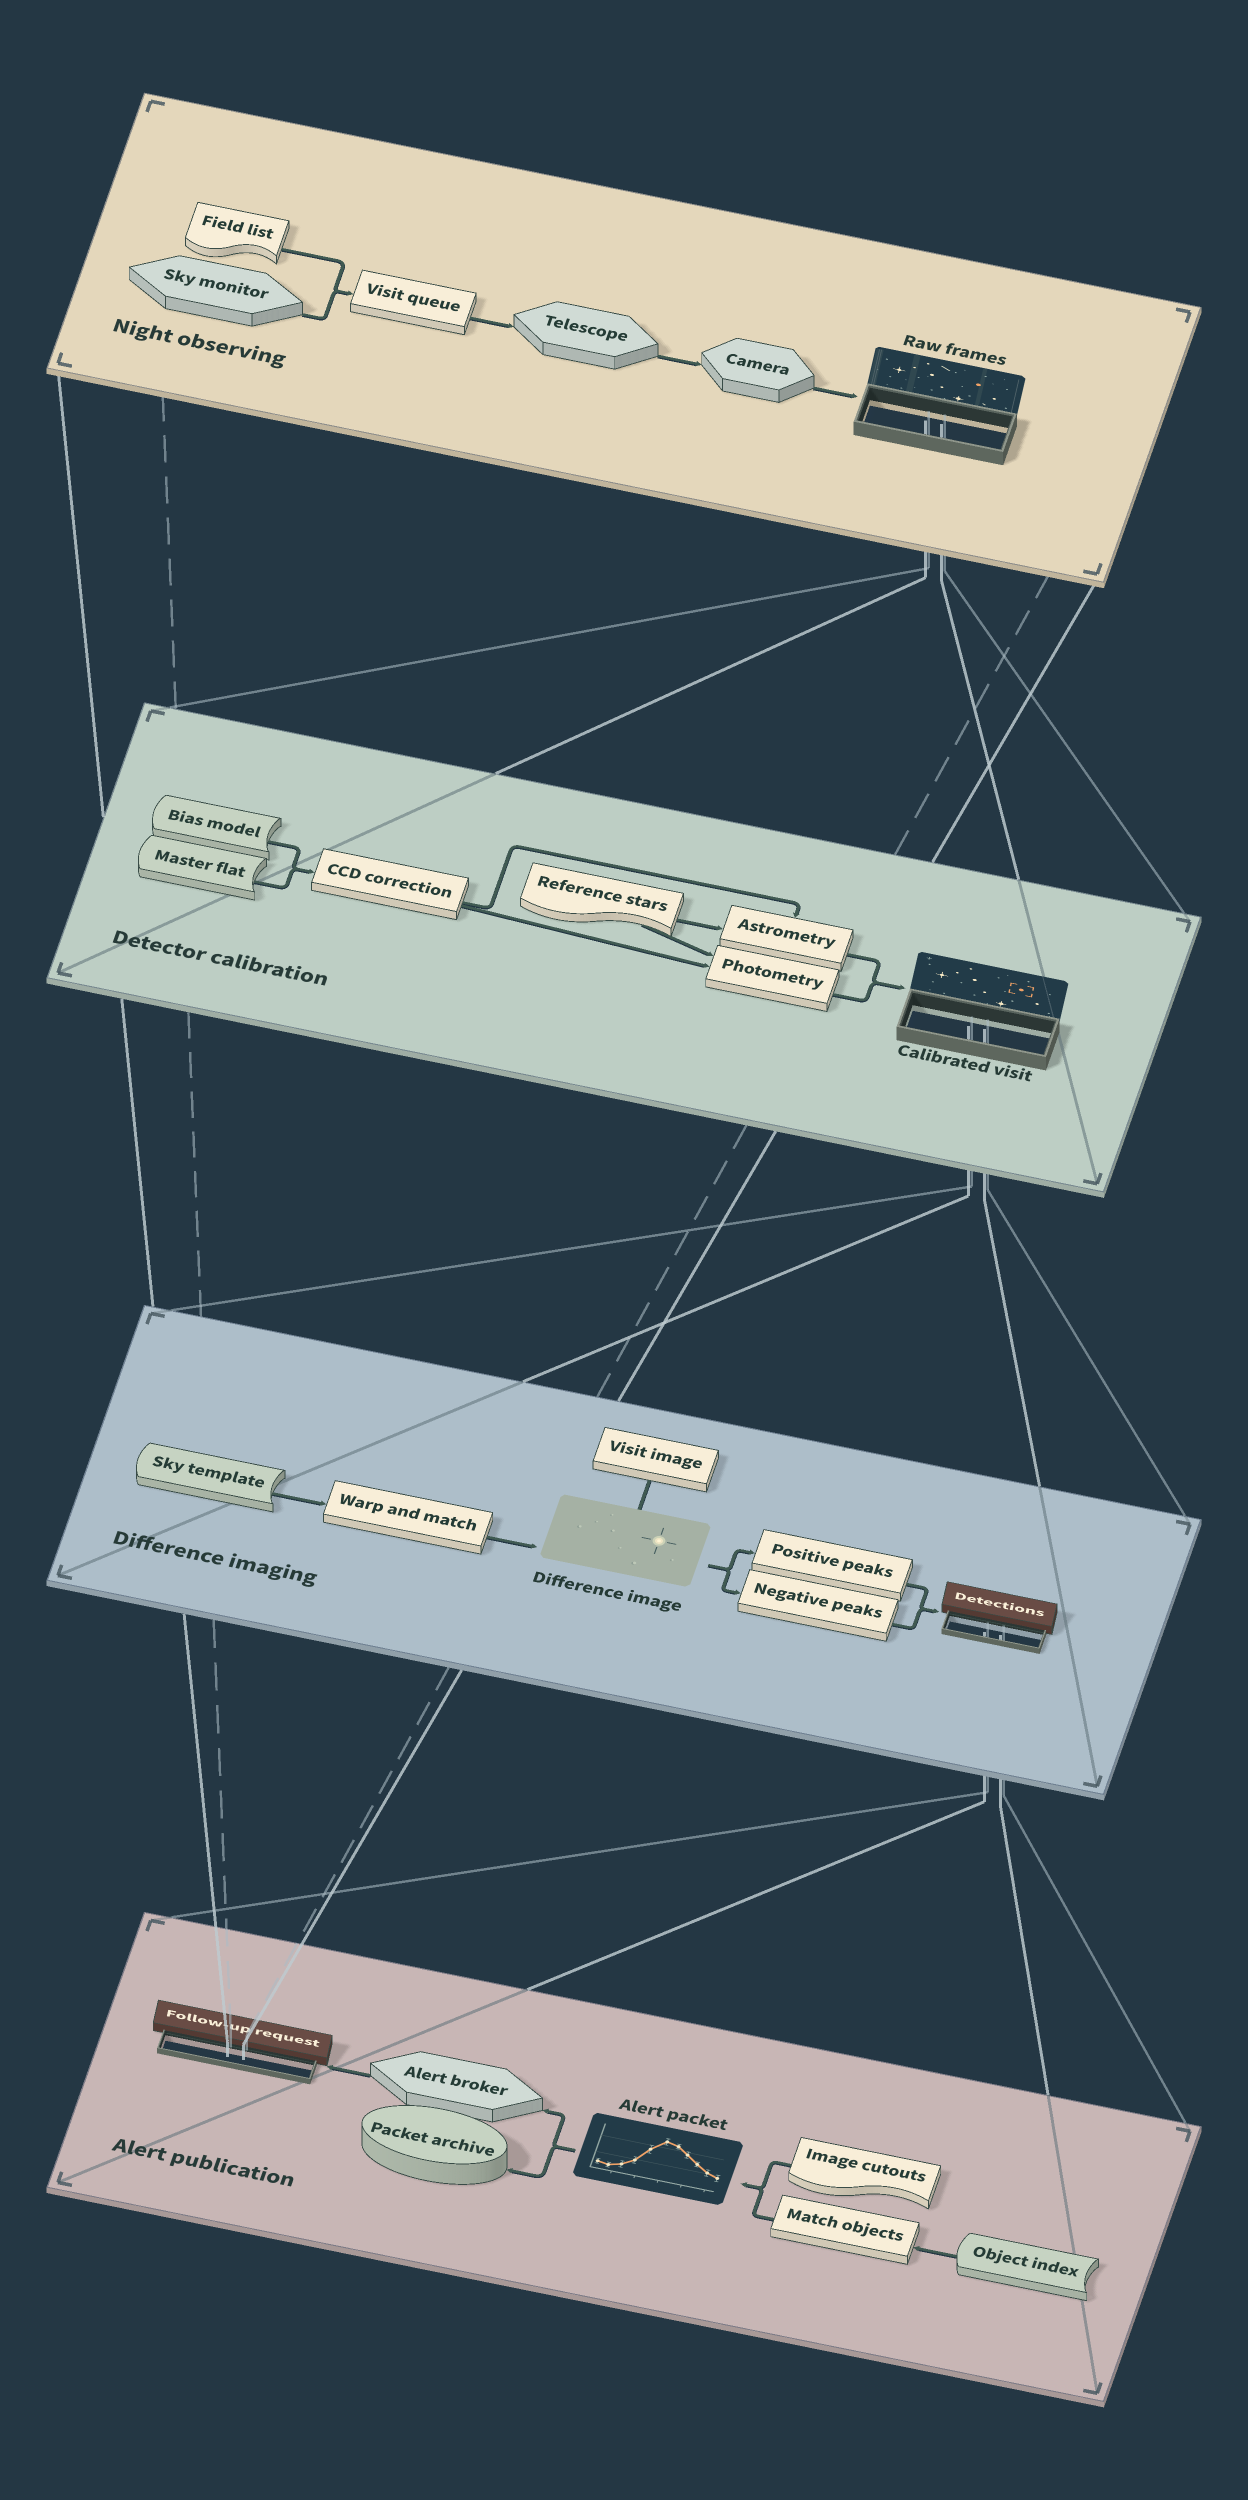 Field list
Sky monitor
Visit queue
Telescope
Camera
Raw frames
Night observing
Bias model
Master flat
CCD correction
Reference stars
Astrometry
Photometry
Calibrated visit
Detector calibration
Visit image
Sky template
Warp and match
Difference image
Positive peaks
Negative peaks
Detections
Difference imaging
Follow-up request
Alert broker
Packet archive
Alert packet
Image cutouts
Match objects
Object index
Alert publication